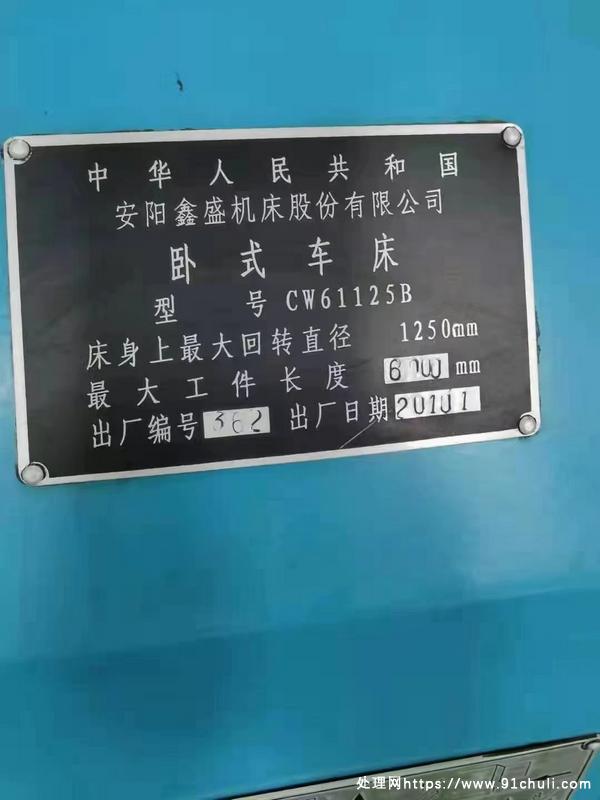 中华人民共和国
安阳鑫盛机床股份有限公司
卧式车床
型 号 CW61125B
床身上最大回转直径 1250mm
最大工件长度 6000 mm
出厂编号 362 出厂日期 201011
处理网https://www.91chuli.com/